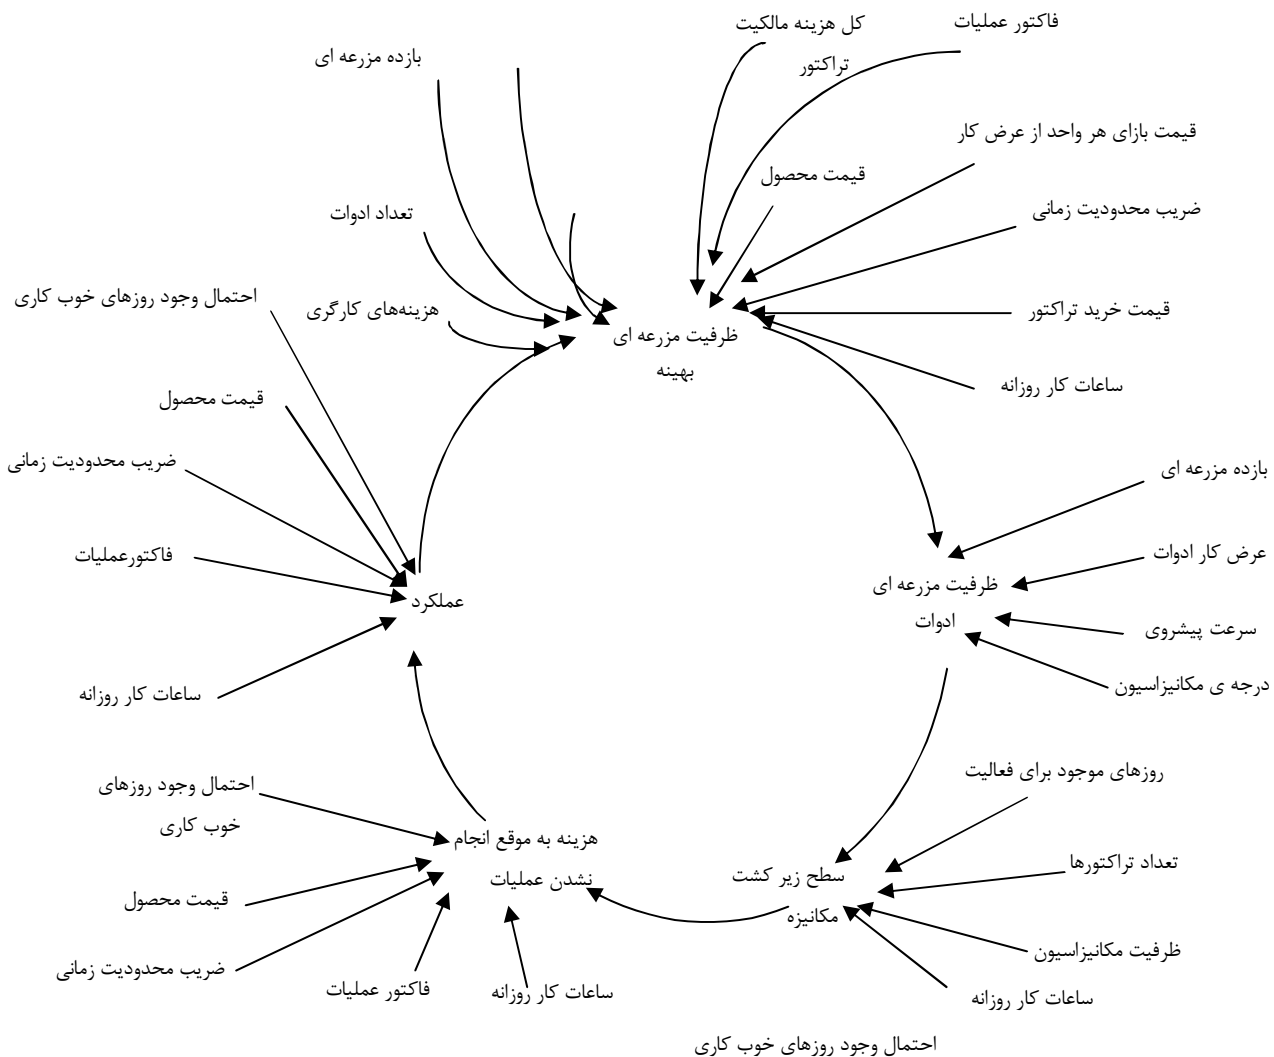 فاکتور عملیات
کل هزینه مالکیت
تراکتور
بازده مزرعه ای
قیمت بازای هر واحد از عرض کار
قیمت محصول
ضریب محدودیت زمانی
تعداد ادوات
احتمال وجود روزهای خوب کاری
هزینه‌های کارگری
قیمت خرید تراکتور
ظرفیت مزرعه ای
بهینه
ساعات کار روزانه
قیمت محصول
ضریب محدودیت زمانی
بازده مزرعه ای
فاکتورعملیات
عرض کار ادوات
ظرفیت مزرعه ای
ادوات
عملکرد
سرعت پیشروی
درجه ی مکانیزاسیون
ساعات کار روزانه
روزهای موجود برای فعالیت
احتمال وجود روزهای
خوب کاری
هزینه به موقع انجام
نشدن عملیات
تعداد تراکتورها
سطح زیر کشت
مکانیزه
قیمت محصول
ظرفیت مکانیزاسیون
ضریب محدودیت زمانی
فاکتور عملیات
ساعات کار روزانه
ساعات کار روزانه
احتمال وجود روزهای خوب کاری